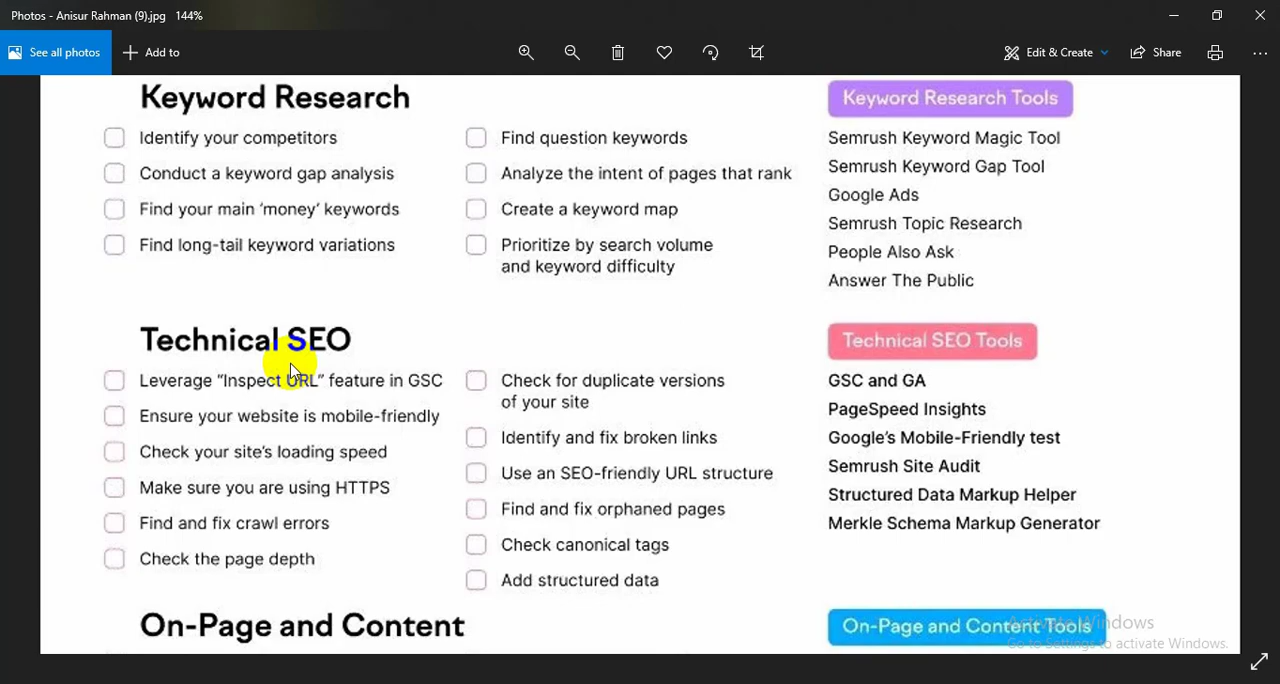 Photos - Anisur Rahman (9).jpg 144%
See all photos
Add to
Edit & Create
Share
Keyword Research
Identify your competitors
Conduct a keyword gap analysis
Find your main ‘money’ keywords
Find long-tail keyword variations
Find question keywords
Analyze the intent of pages that rank
Create a keyword map
Prioritize by search volume
and keyword difficulty
Keyword Research Tools
Semrush Keyword Magic Tool
Semrush Keyword Gap Tool
Google Ads
Semrush Topic Research
People Also Ask
Answer The Public
Technical SEO
Leverage “Inspect URL” feature in GSC
Ensure your website is mobile-friendly
Check your site’s loading speed
Make sure you are using HTTPS
Find and fix crawl errors
Check the page depth
Check for duplicate versions
of your site
Identify and fix broken links
Use an SEO-friendly URL structure
Find and fix orphaned pages
Check canonical tags
Add structured data
Technical SEO Tools
GSC and GA
PageSpeed Insights
Google’s Mobile-Friendly test
Semrush Site Audit
Structured Data Markup Helper
Merkle Schema Markup Generator
On-Page and Content
On-Page and Content Tools
Activate Windows
Go to Settings to activate Windows.